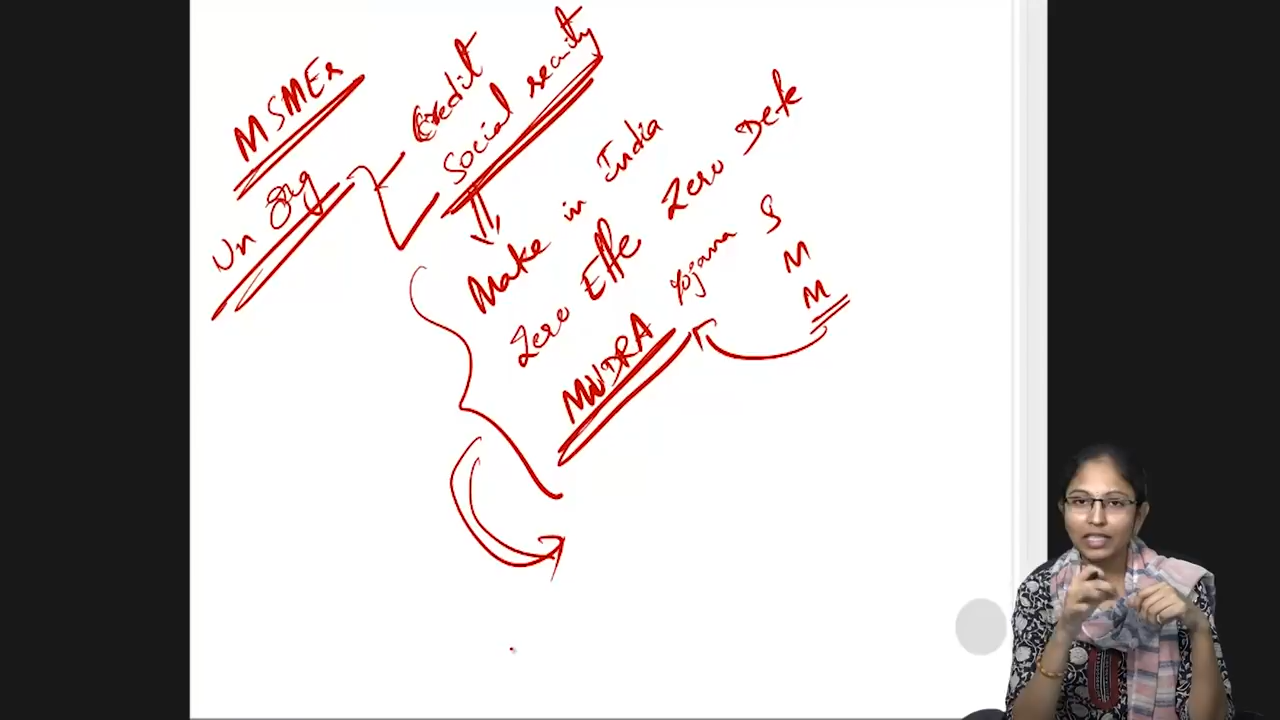 MSMEs
Un Org
Credit
Social security
Make in India
Zero Effe Zero Defe
MUDRA Yojana
S
M
M